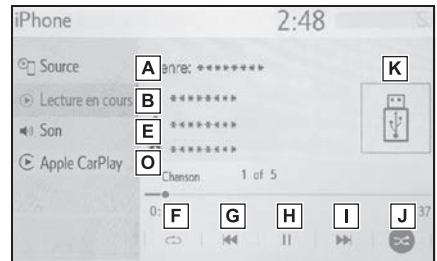 iPhone 2:48
Source
A enre: ********
K
Lecture en cours
B ********
Son
E ********
Apple CarPlay
O ********
Chanson 1 of 5
0: 37
F G H I J